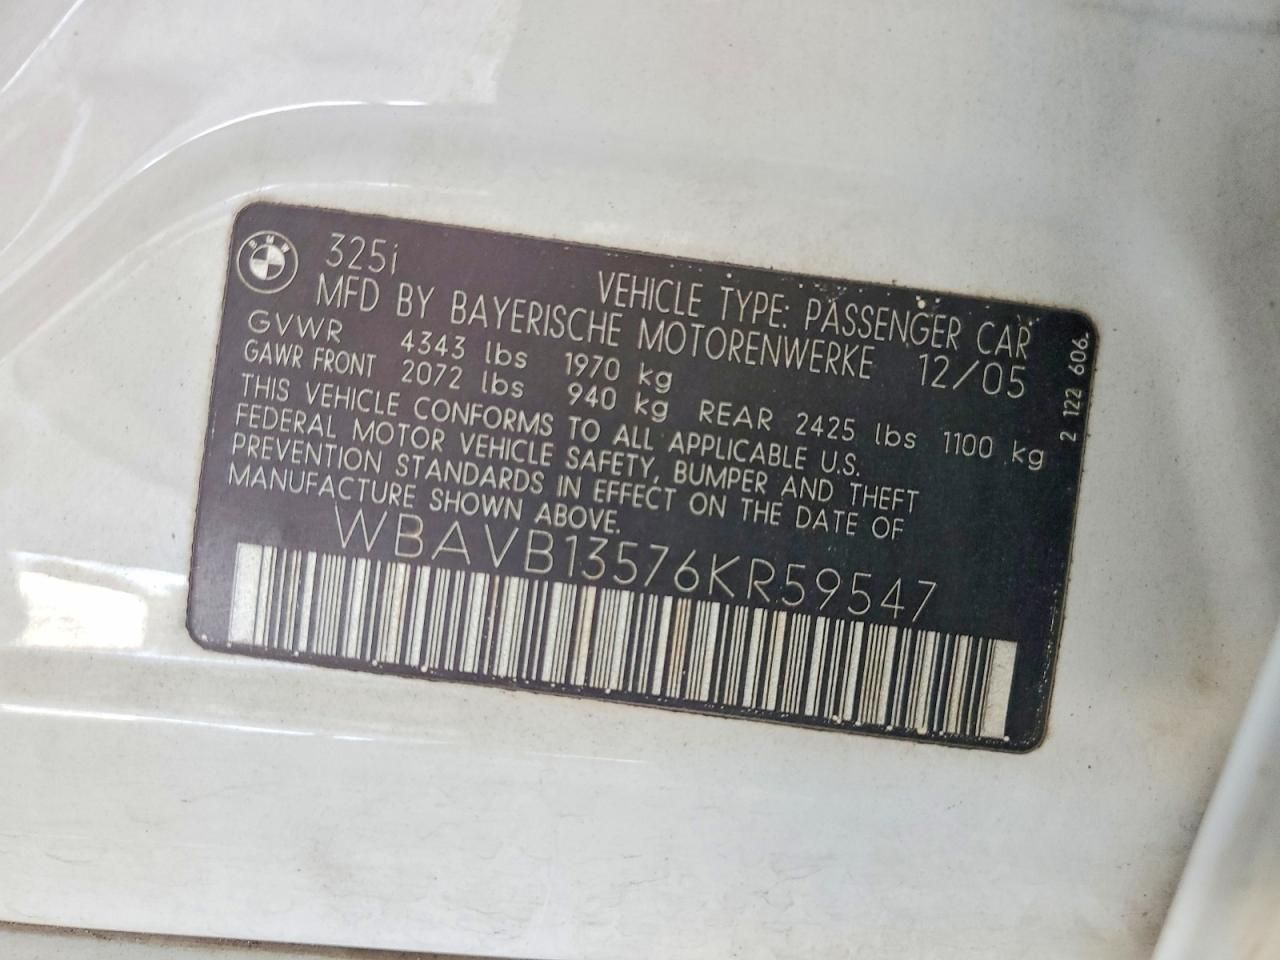 BMW
325i
VEHICLE TYPE: PASSENGER CAR
MFD BY BAYERISCHE MOTORENWERKE 12/05
GVWR 4343 lbs 1970 kg
GAWR FRONT 2072 lbs 940 kg REAR 2425 lbs 1100 kg
THIS VEHICLE CONFORMS TO ALL APPLICABLE U.S.
FEDERAL MOTOR VEHICLE SAFETY, BUMPER AND THEFT
PREVENTION STANDARDS IN EFFECT ON THE DATE OF
MANUFACTURE SHOWN ABOVE.
WBAVB13576KR59547
2 122 606.